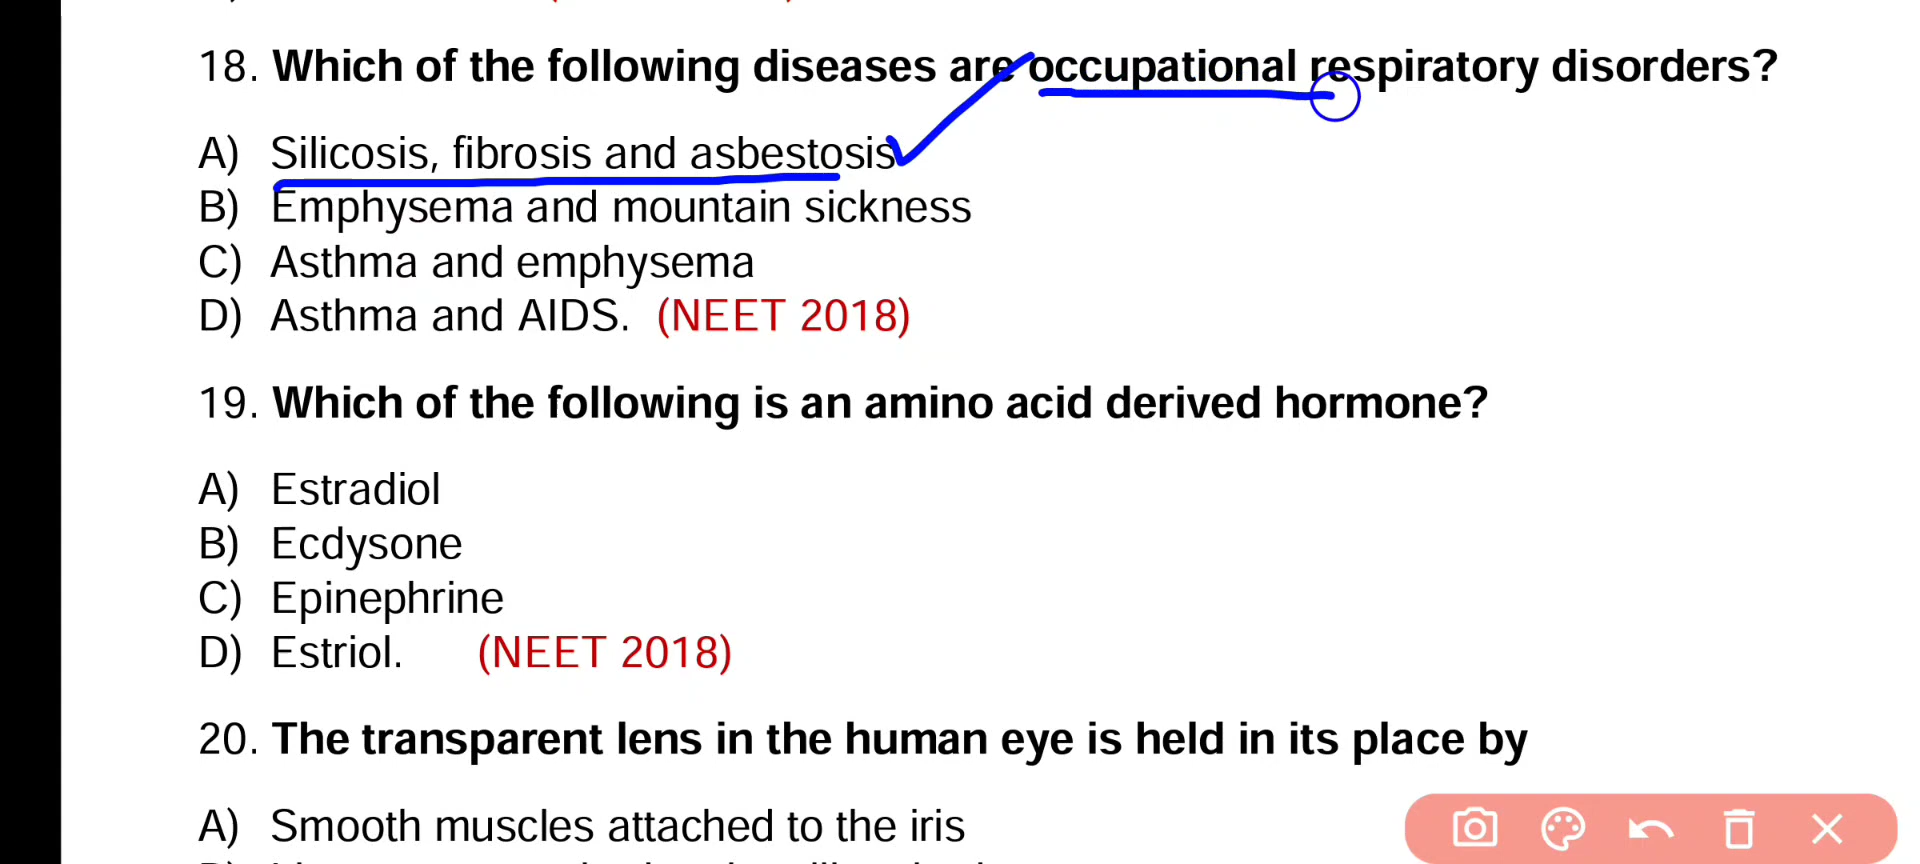 18. Which of the following diseases are occupational respiratory disorders?
A) Silicosis, fibrosis and asbestosis
B) Emphysema and mountain sickness
C) Asthma and emphysema
D) Asthma and AIDS. (NEET 2018)
19. Which of the following is an amino acid derived hormone?
A) Estradiol
B) Ecdysone
C) Epinephrine
D) Estriol. (NEET 2018)
20. The transparent lens in the human eye is held in its place by
A) Smooth muscles attached to the iris